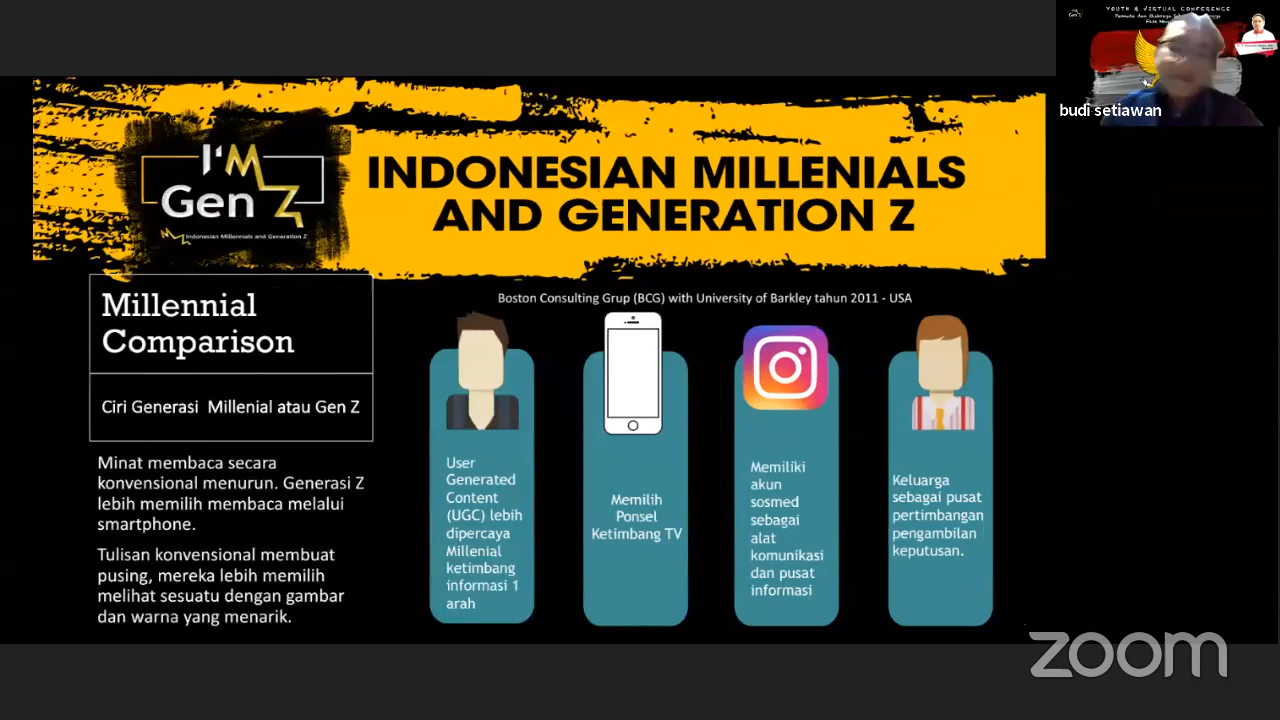 YOUTH & VIRTUAL CONFERENCE
budi setiawan
I'M
Gen Z
Indonesian Millennials and Generation Z
INDONESIAN MILLENIALS
AND GENERATION Z
Millennial
Comparison
Ciri Generasi Millenial atau Gen Z
Minat membaca secara
konvensional menurun. Generasi Z
lebih memilih membaca melalui
smartphone.
Tulisan konvensional membuat
pusing, mereka lebih memilih
melihat sesuatu dengan gambar
dan warna yang menarik.
Boston Consulting Grup (BCG) with University of Barkley tahun 2011 - USA
User
Generated
Content
(UGC) lebih
dipercaya
Millenial
ketimbang
informasi 1
arah
Memilih
Ponsel
Ketimbang TV
Memiliki
akun
sosmed
sebagai
alat
komunikasi
dan pusat
informasi
Keluarga
sebagai pusat
pertimbangan
pengambilan
keputusan.
zoom